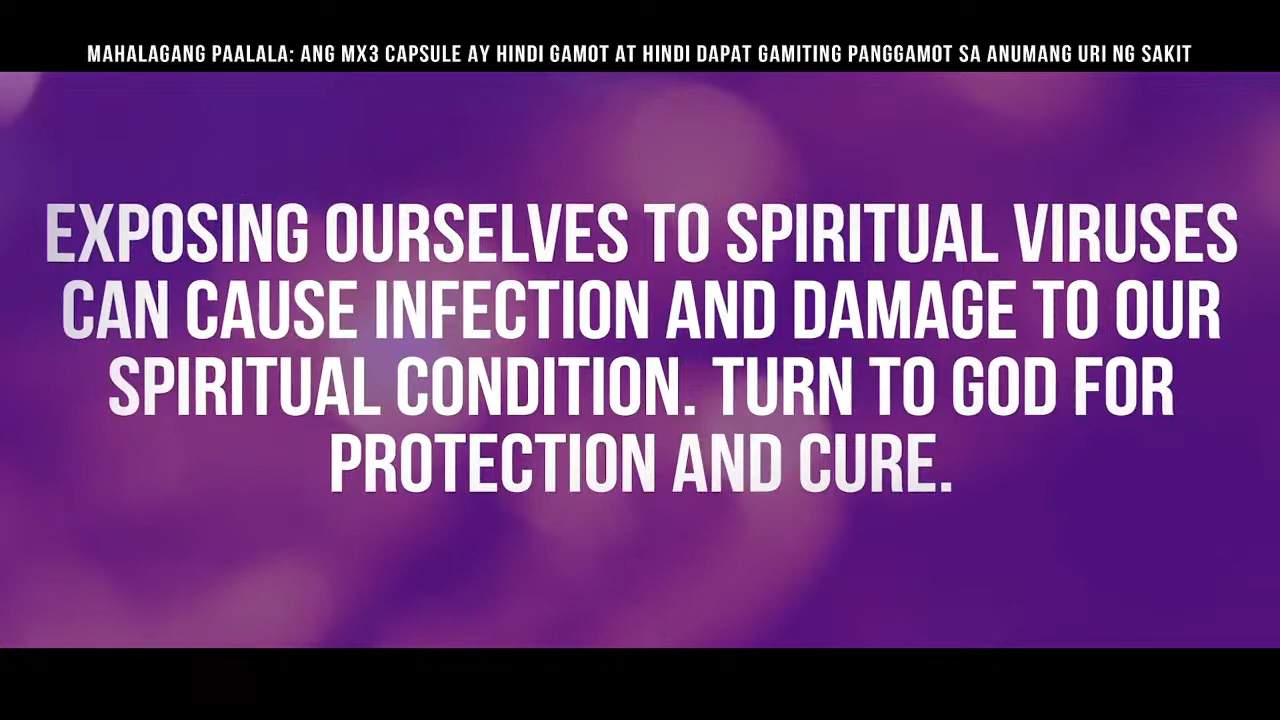 MAHALAGANG PAALALA: ANG MX3 CAPSULE AY HINDI GAMOT AT HINDI DAPAT GAMITING PANGGAMOT SA ANUMANG URI NG SAKIT
EXPOSING OURSELVES TO SPIRITUAL VIRUSES
CAN CAUSE INFECTION AND DAMAGE TO OUR
SPIRITUAL CONDITION. TURN TO GOD FOR
PROTECTION AND CURE.